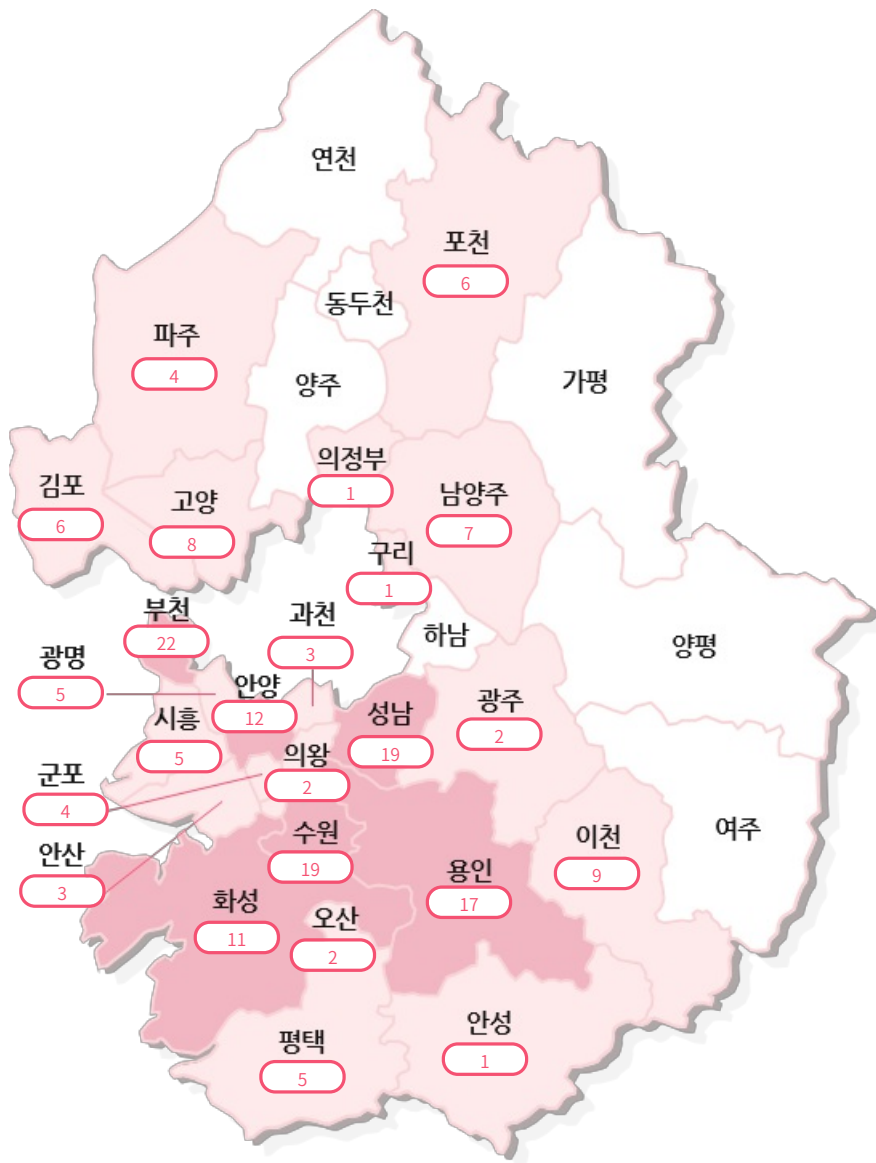 연천
포천
6
동두천
파주
4
양주
가평
의정부
1
김포
6
고양
8
남양주
7
구리
1
부천
22
과천
3
하남
양평
광명
5
안양
12
시흥
5
성남
19
광주
2
의왕
2
군포
4
수원
19
이천
9
여주
안산
3
용인
17
화성
11
오산
2
안성
1
평택
5